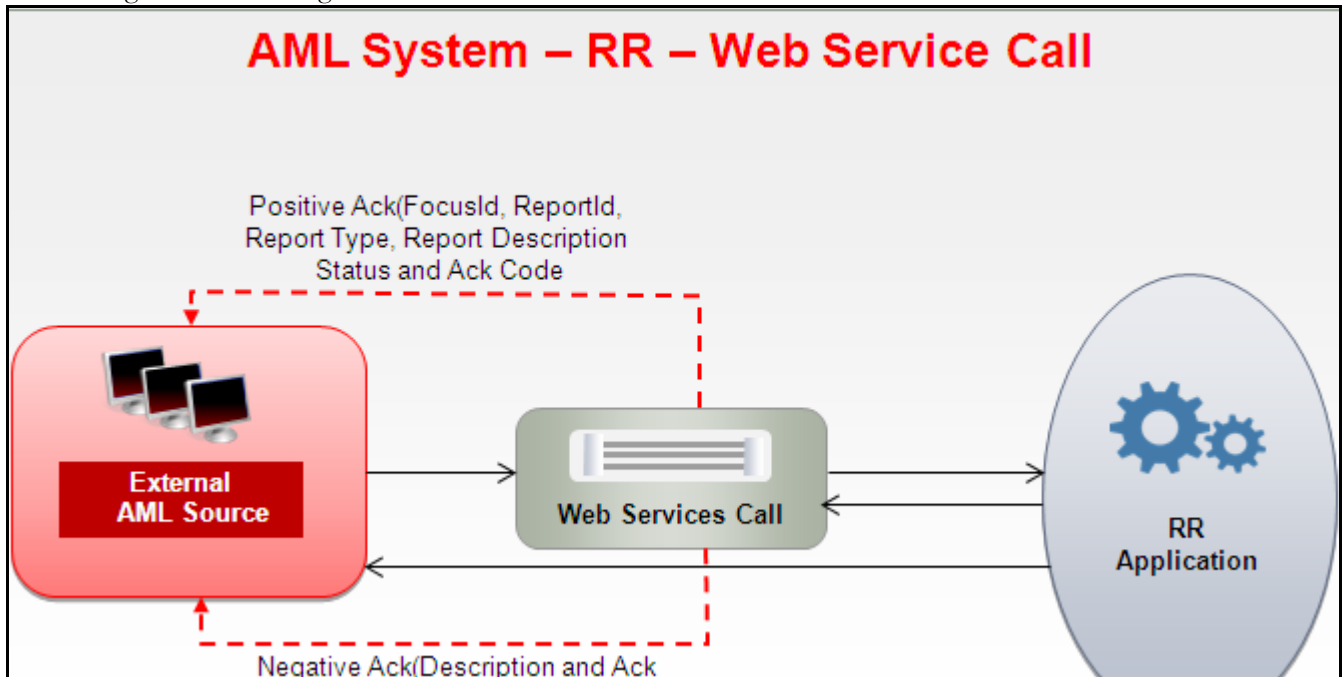 AML System – RR – Web Service Call
Positive Ack(FocusId, ReportId,
Report Type, Report Description
Status and Ack Code
External
AML Source
Web Services Call
RR
Application
Negative Ack(Description and Ack